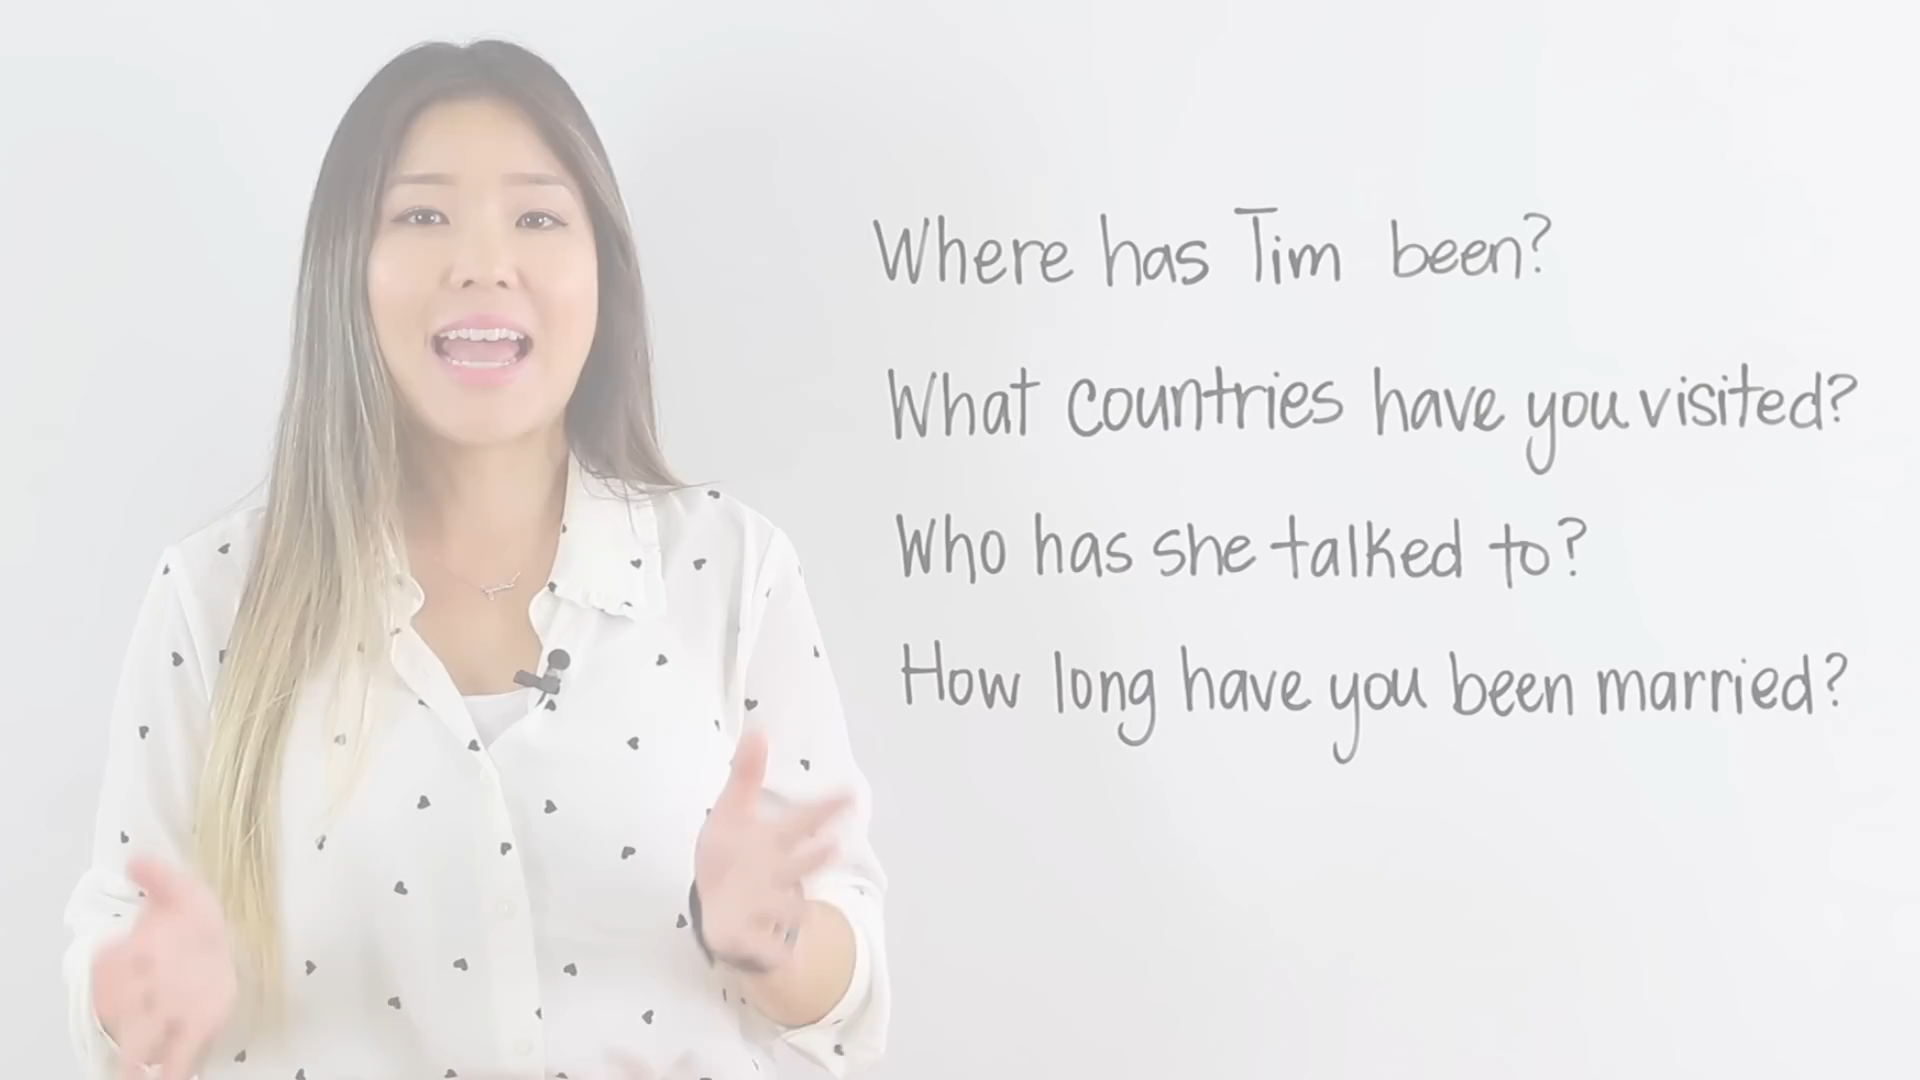 Where has Tim been?
What countries have you visited?
Who has she talked to?
How long have you been married?